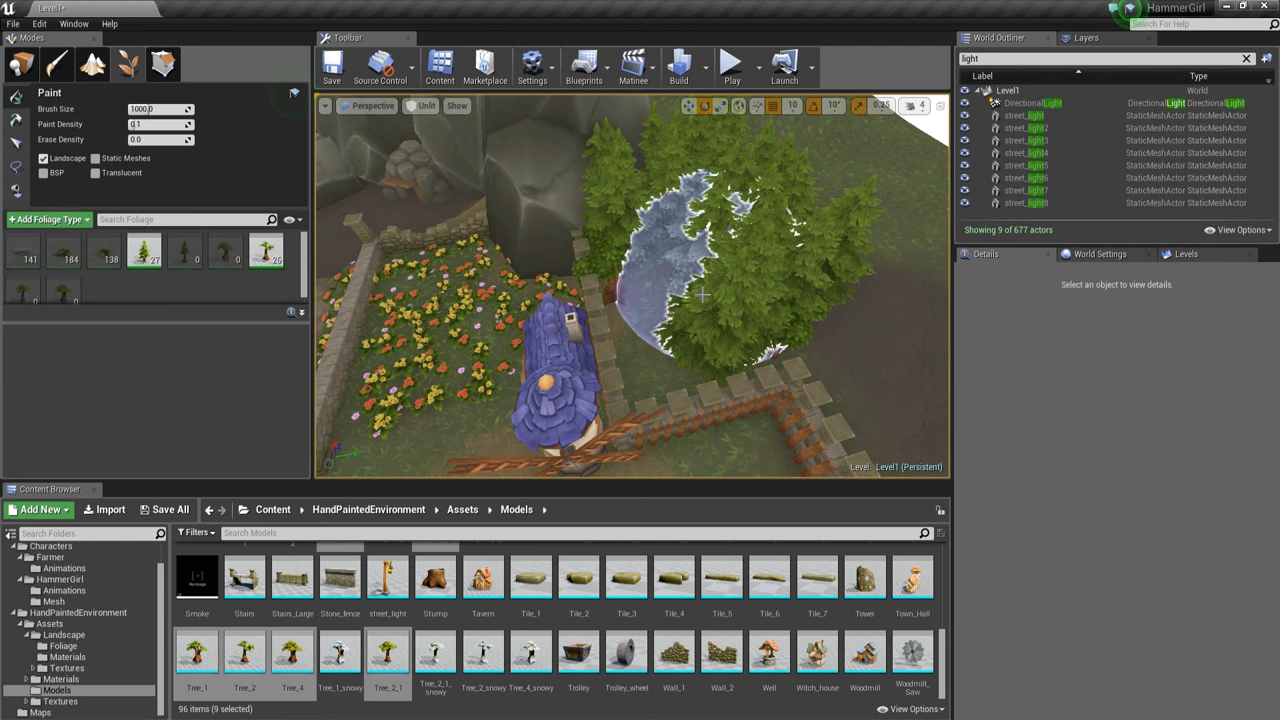 Level1*
HammerGirl
File Edit Window Help
Search For Help
Modes
Toolbar
World Outliner Layers
Save Source Control Content Marketplace Settings Blueprints Matinee Build Play Launch
light
Label Type
Level1 World
DirectionalLight DirectionalLight DirectionalLight
street_light StaticMeshActor StaticMeshActor
street_light2 StaticMeshActor StaticMeshActor
street_light3 StaticMeshActor StaticMeshActor
street_light4 StaticMeshActor StaticMeshActor
street_light5 StaticMeshActor StaticMeshActor
street_light6 StaticMeshActor StaticMeshActor
street_light7 StaticMeshActor StaticMeshActor
street_light8 StaticMeshActor StaticMeshActor
Showing 9 of 677 actors View Options
Details World Settings Levels
Select an object to view details.
Paint
Brush Size 1000.0
Paint Density 0.1
Erase Density 0.0
Landscape Static Meshes
BSP Translucent
Add Foliage Type Search Foliage
141 184 138 27 0 0 25
0 0
Perspective Unlit Show 10 10° 0.25 4
Level: Level1 (Persistent)
Content Browser
Add New Import Save All Content HandPaintedEnvironment Assets Models
Search Folders
Filters Search Models
Characters
Farmer
Animations
HammerGirl
Animations
Mesh
HandPaintedEnvironment
Assets
Landscape
Foliage
Materials
Textures
Materials
Models
Textures
Maps
Smoke Stairs Stairs_Large Stone_fence street_light Stump Tavern Tile_1 Tile_2 Tile_3 Tile_4 Tile_5 Tile_6 Tile_7 Tower Town_Hall
Tree_1 Tree_2 Tree_4 Tree_1_snowy Tree_2_1 Tree_2_1_snowy Tree_2_snowy Tree_4_snowy Trolley Trolley_wheel Wall_1 Wall_2 Well Witch_house Woodmill Woodmill_Saw
96 items (9 selected) View Options